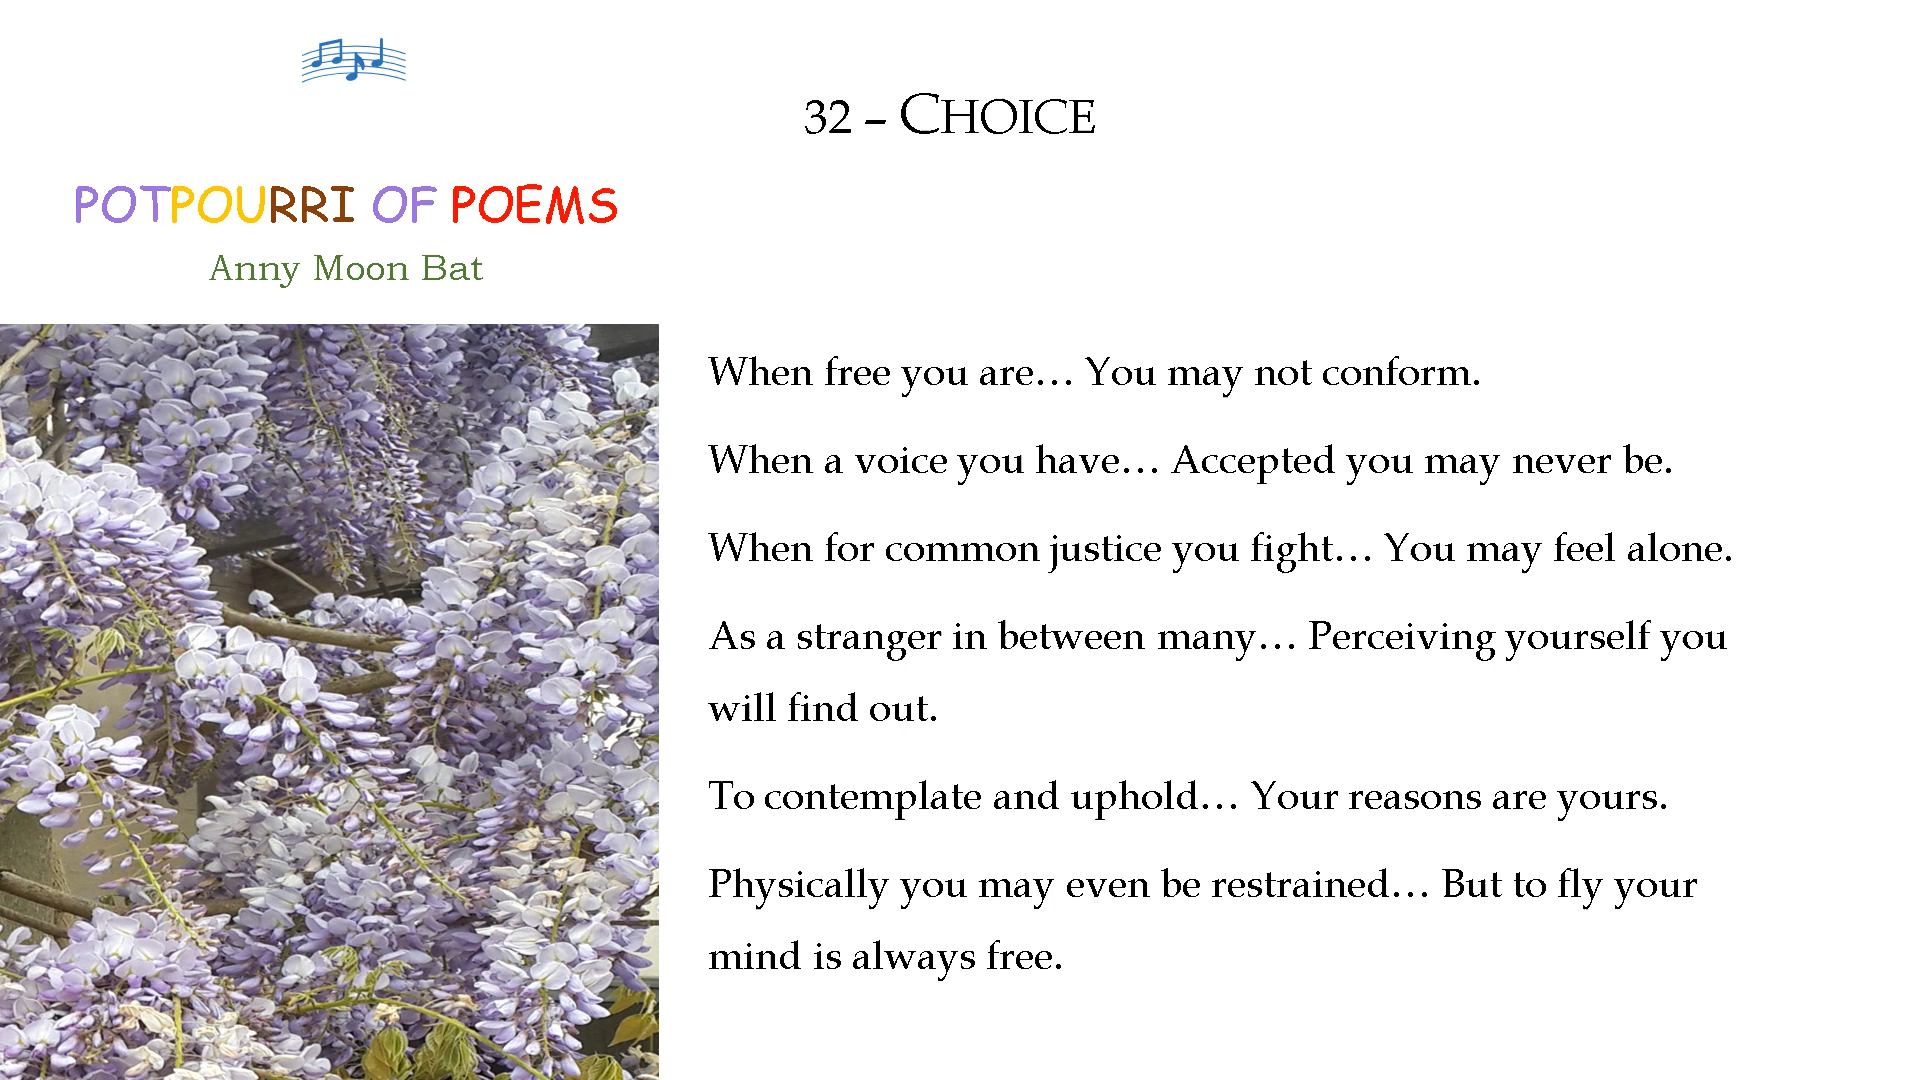 32 – CHOICE
POTPOURRI OF POEMS
Anny Moon Bat
When free you are… You may not conform.
When a voice you have… Accepted you may never be.
When for common justice you fight… You may feel alone.
As a stranger in between many… Perceiving yourself you
will find out.
To contemplate and uphold… Your reasons are yours.
Physically you may even be restrained… But to fly your
mind is always free.